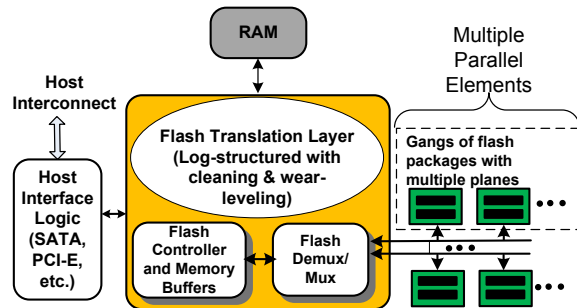 RAM
Multiple
Parallel
Elements
Host
Interconnect
Flash Translation Layer
(Log-structured with
cleaning & wear-
leveling)
Gangs of flash
packages with
multiple planes
Host
Interface
Logic
(SATA,
PCI-E,
etc.)
Flash
Controller
and Memory
Buffers
Flash
Demux/
Mux